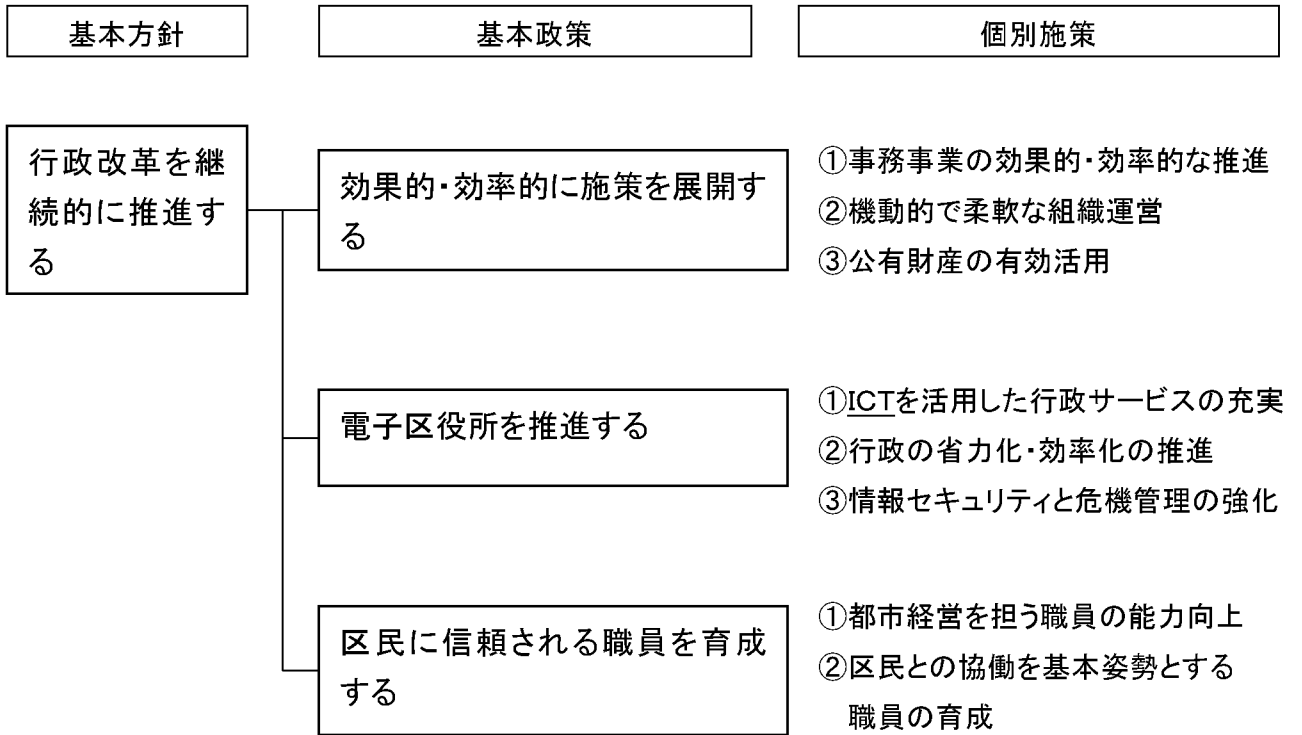 基本方針
基本政策
個別施策
行政改革を継
続的に推進す
る
効果的・効率的に施策を展開す
る
①事務事業の効果的・効率的な推進
②機動的で柔軟な組織運営
③公有財産の有効活用
電子区役所を推進する
①ICTを活用した行政サービスの充実
②行政の省力化・効率化の推進
③情報セキュリティと危機管理の強化
区民に信頼される職員を育成
する
①都市経営を担う職員の能力向上
②区民との協働を基本姿勢とする
職員の育成